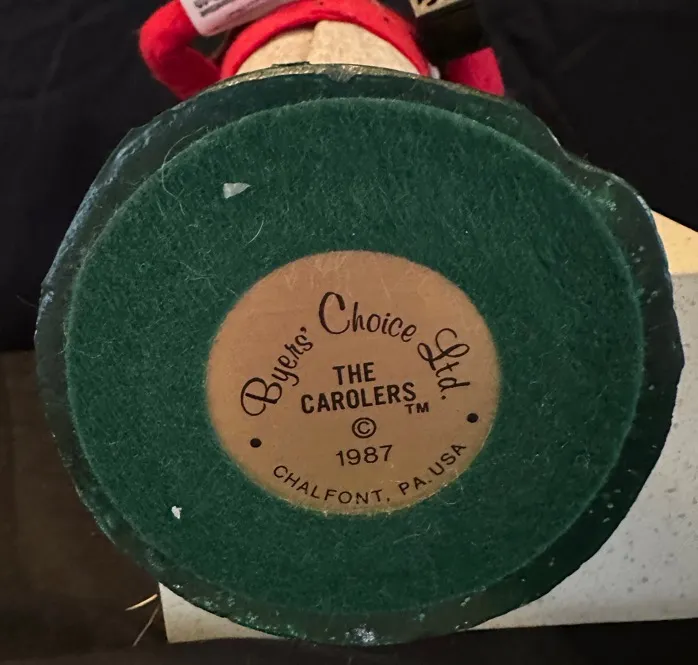 Byers' Choice Ltd.
THE
CAROLERS™
©
1987
CHALFONT, PA. USA